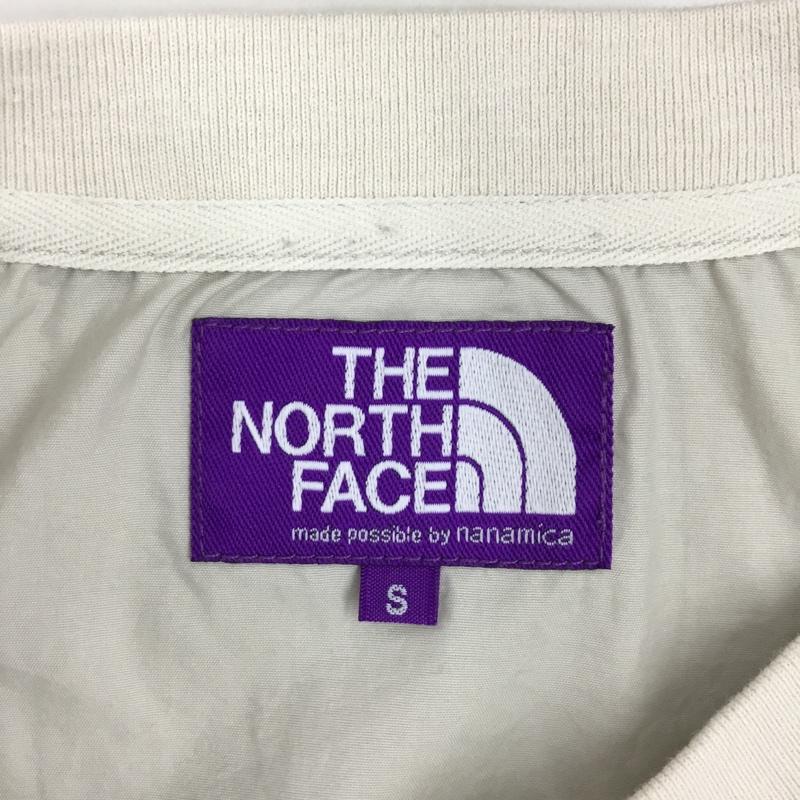 THE
NORTH
FACE
made possible by nanamica
S